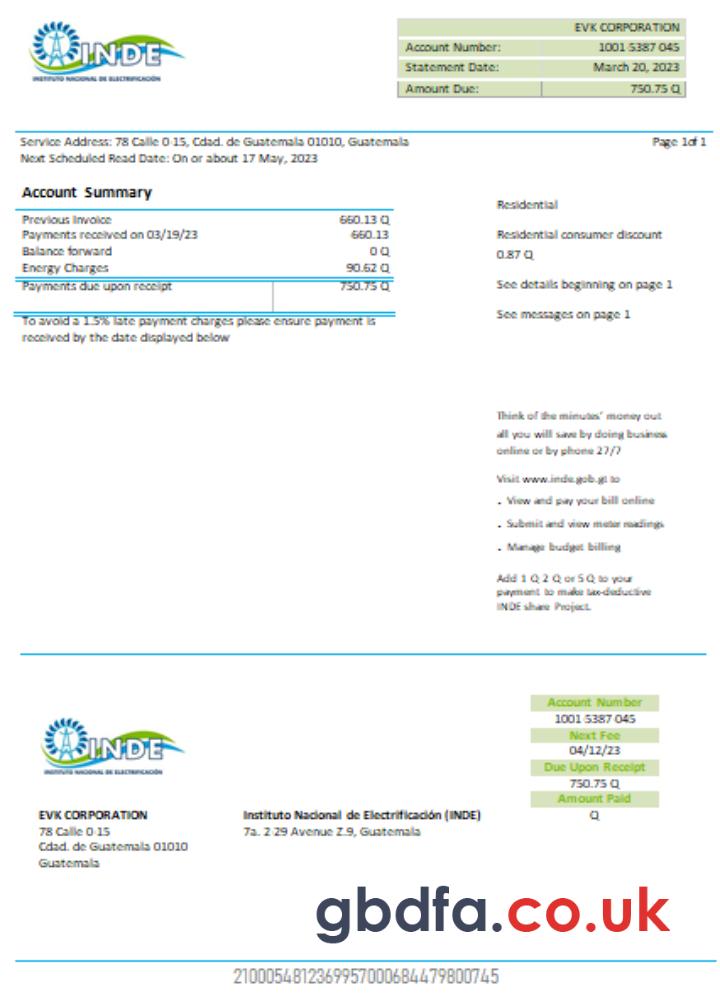 INDE
INSTITUTO NACIONAL DE ELECTRIFICACIÓN
EVK CORPORATION
Account Number: 1001 5387 045
Statement Date: March 20, 2023
Amount Due: 750.75 Q
Service Address: 78 Calle 0-15, Cdad. de Guatemala 01010, Guatemala
Page 1of 1
Next Scheduled Read Date: On or about 17 May, 2023
Account Summary
Previous Invoice 660.13 Q
Payments received on 03/19/23 660.13
Balance forward 0 Q
Energy Charges 90.62 Q
Payments due upon receipt 750.75 Q
To avoid a 1.5% late payment charges please ensure payment is
received by the date displayed below
Residential
Residential consumer discount
0.87 Q
See details beginning on page 1
See messages on page 1
Think of the minutes' money out
all you will save by doing business
online or by phone 27/7
Visit www.inde.gob.gt to
. View and pay your bill online
. Submit and view meter readings
. Manage budget billing
Add 1 Q 2 Q or 5 Q to your
payment to make tax-deductive
INDE share Project.
INDE
INSTITUTO NACIONAL DE ELECTRIFICACIÓN
Account Number
1001 5387 045
Next Fee
04/12/23
Due Upon Receipt
750.75 Q
Amount Paid
Q
EVK CORPORATION
78 Calle 0-15
Cdad. de Guatemala 01010
Guatemala
Instituto Nacional de Electrificación (INDE)
7a. 2-29 Avenue Z.9, Guatemala
gbdfa.co.uk
21000548123699570006844798007​45